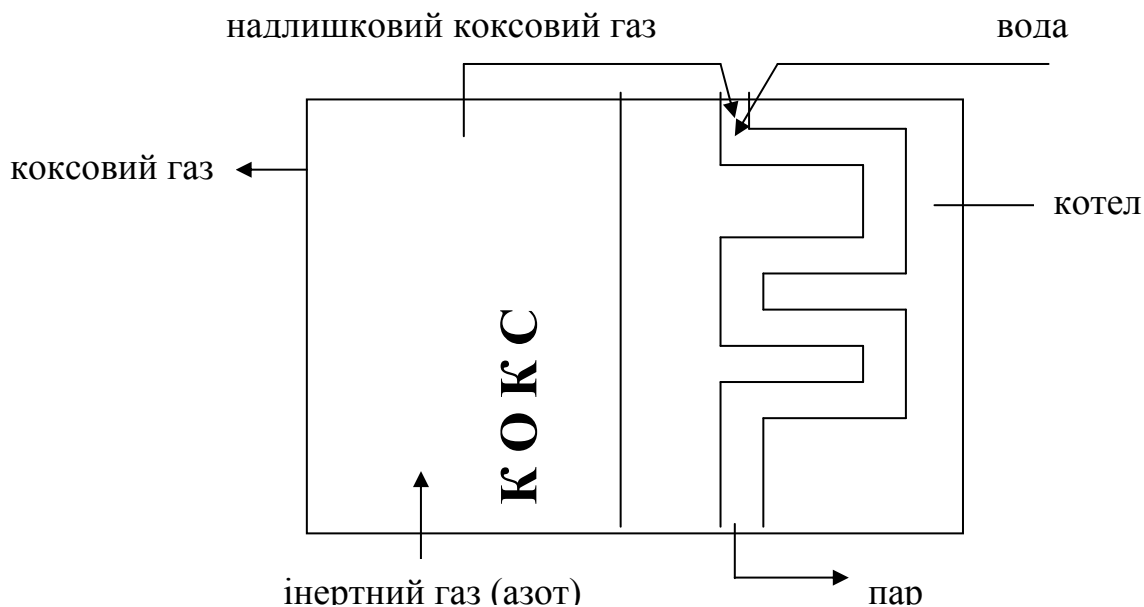 надлишковий коксовий газ
вода
коксовий газ
котел
КОКС
інертний газ (азот)
пар